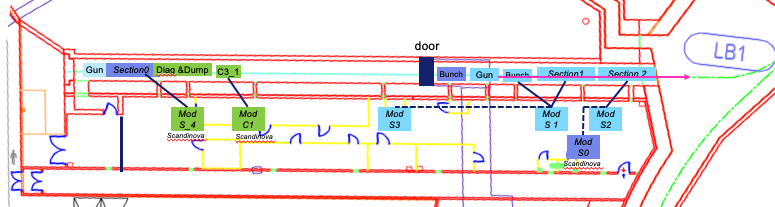 door
LB1
Gun
Section0
Diag &Dump
C3_1
Bunch
Gun
Bunch
Section1
Section 2
Mod
S_4
Scandinova
Mod
C1
Scandinova
Mod
S3
Mod
S 1
Mod
S2
Mod
S0
Scandinova